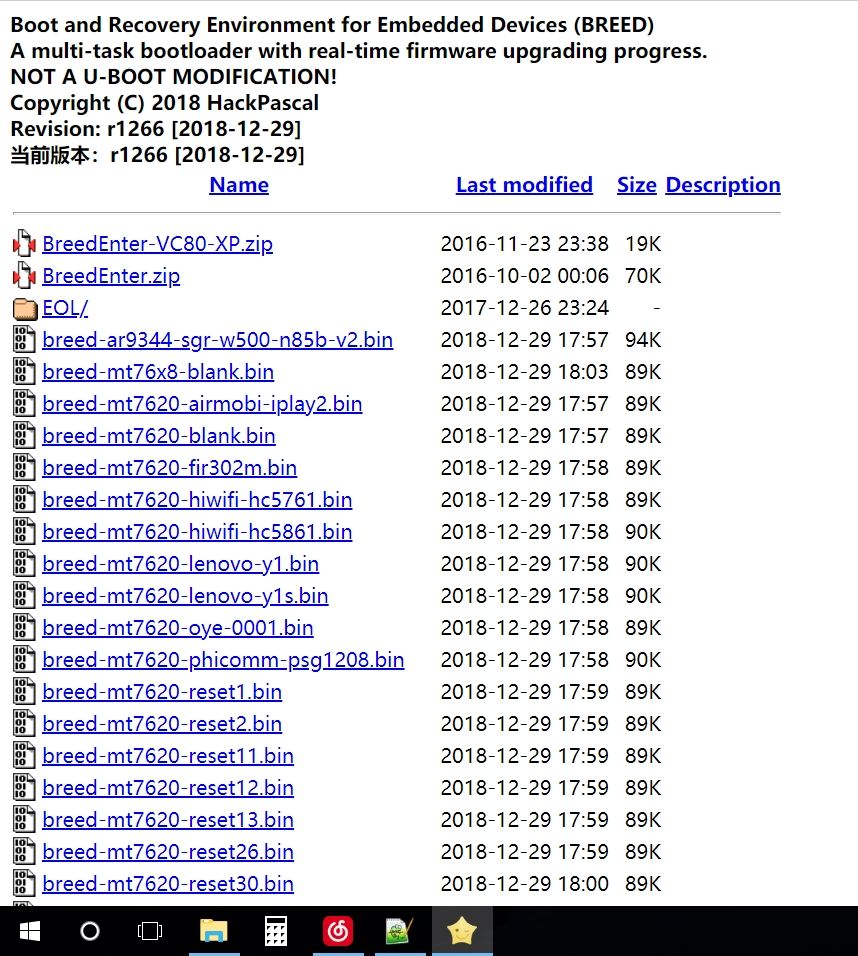 Boot and Recovery Environment for Embedded Devices (BREED)
A multi-task bootloader with real-time firmware upgrading progress.
NOT A U-BOOT MODIFICATION!
Copyright (C) 2018 HackPascal
Revision: r1266 [2018-12-29]
当前版本：r1266 [2018-12-29]
Name Last modified Size Description
BreedEnter-VC80-XP.zip 2016-11-23 23:38 19K
BreedEnter.zip 2016-10-02 00:06 70K
EOL/ 2017-12-26 23:24 -
breed-ar9344-sgr-w500-n85b-v2.bin 2018-12-29 17:57 94K
breed-mt76x8-blank.bin 2018-12-29 18:03 89K
breed-mt7620-airmobi-iplay2.bin 2018-12-29 17:57 89K
breed-mt7620-blank.bin 2018-12-29 17:57 89K
breed-mt7620-fir302m.bin 2018-12-29 17:58 89K
breed-mt7620-hiwifi-hc5761.bin 2018-12-29 17:58 89K
breed-mt7620-hiwifi-hc5861.bin 2018-12-29 17:58 90K
breed-mt7620-lenovo-y1.bin 2018-12-29 17:58 90K
breed-mt7620-lenovo-y1s.bin 2018-12-29 17:58 90K
breed-mt7620-oye-0001.bin 2018-12-29 17:58 89K
breed-mt7620-phicomm-psg1208.bin 2018-12-29 17:58 90K
breed-mt7620-reset1.bin 2018-12-29 17:59 89K
breed-mt7620-reset2.bin 2018-12-29 17:59 89K
breed-mt7620-reset11.bin 2018-12-29 17:59 89K
breed-mt7620-reset12.bin 2018-12-29 17:59 89K
breed-mt7620-reset13.bin 2018-12-29 17:59 89K
breed-mt7620-reset26.bin 2018-12-29 17:59 89K
breed-mt7620-reset30.bin 2018-12-29 18:00 89K